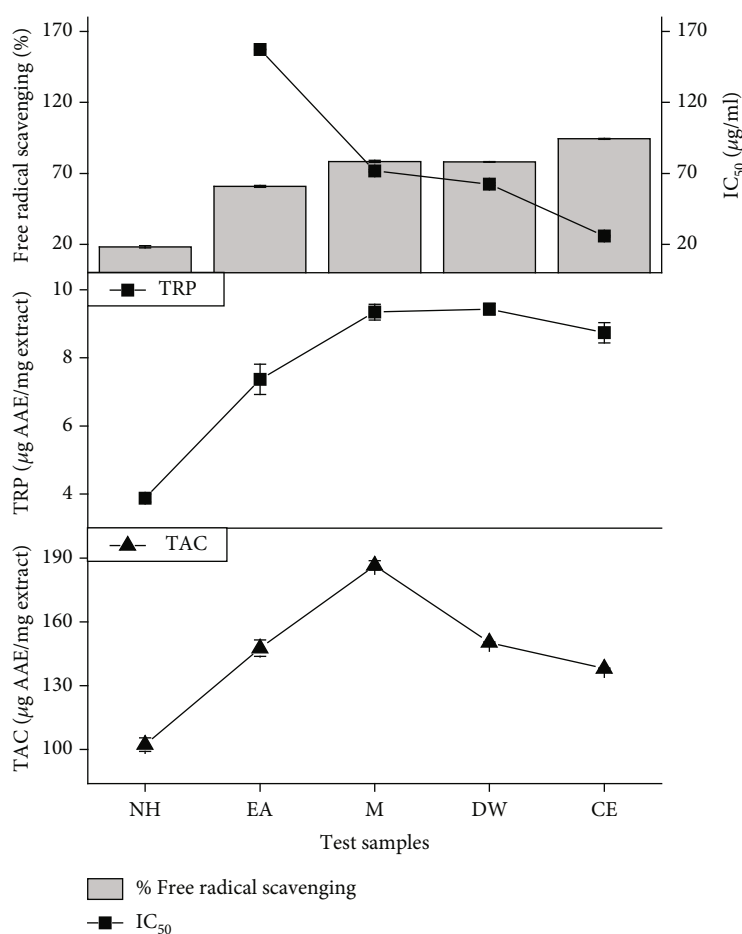 Free radical scavenging (%)
170
120
70
20
170
120
70
20
IC50 (μg/ml)
TRP
TRP (μg AAE/mg extract)
10
8
6
4
TAC
TAC (μg AAE/mg extract)
190
160
130
100
NH EA M DW CE
Test samples
% Free radical scavenging
IC50